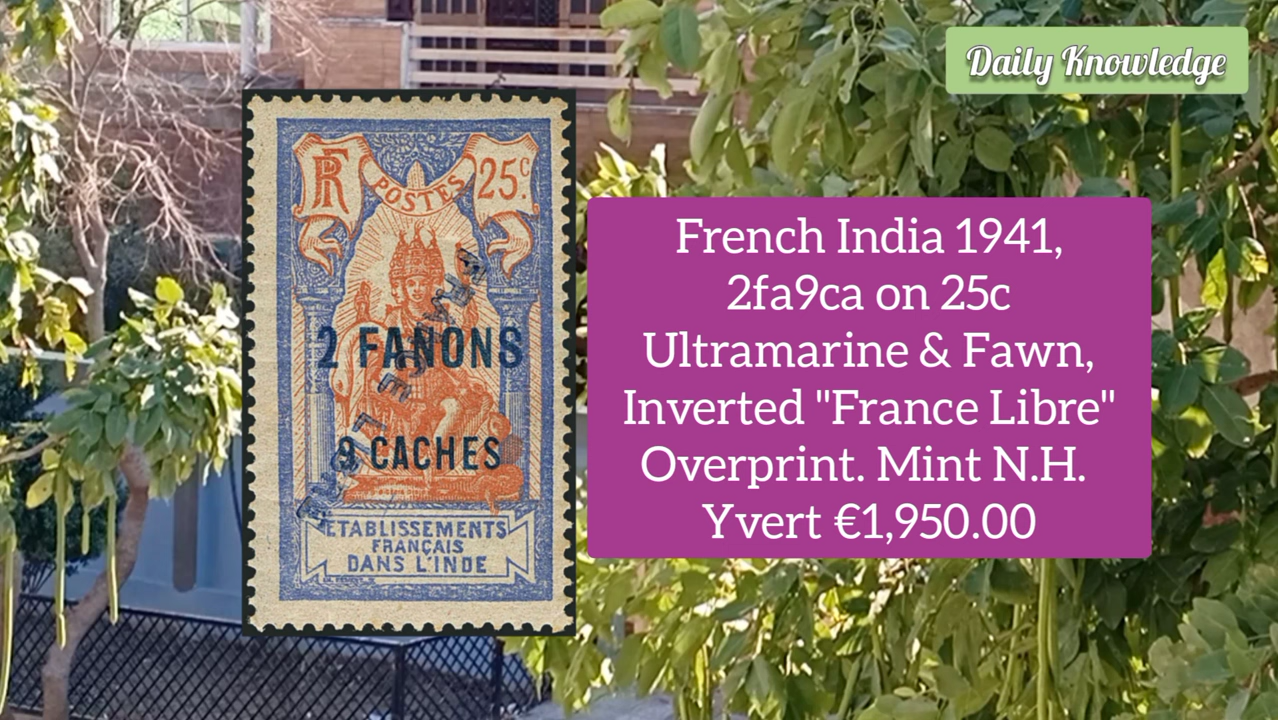 Daily Knowledge
RF
POSTES
25c.
2 FANONS
9 CACHES
ETABLISSEMENTS
FRANÇAIS
DANS L'INDE
French India 1941,
2fa9ca on 25c
Ultramarine & Fawn,
Inverted "France Libre"
Overprint. Mint N.H.
Yvert €1,950.00